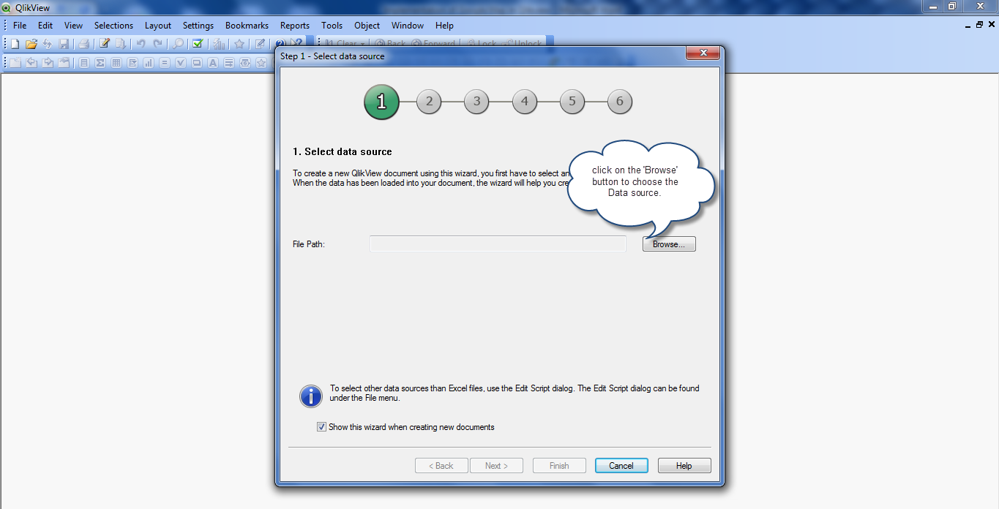 QlikView
File Edit View Selections Layout Settings Bookmarks Reports Tools Object Window Help
Clear Back Forward Lock Unlock
Step 1 - Select data source
1 2 3 4 5 6
1. Select data source
To create a new QlikView document using this wizard, you first have to select
When the data has been loaded into your document, the wizard will help you
click on the 'Browse'
button to choose the
Data source.
File Path:
Browse...
To select other data sources than Excel files, use the Edit Script dialog. The Edit Script dialog can be found
under the File menu.
Show this wizard when creating new documents
< Back Next > Finish Cancel Help